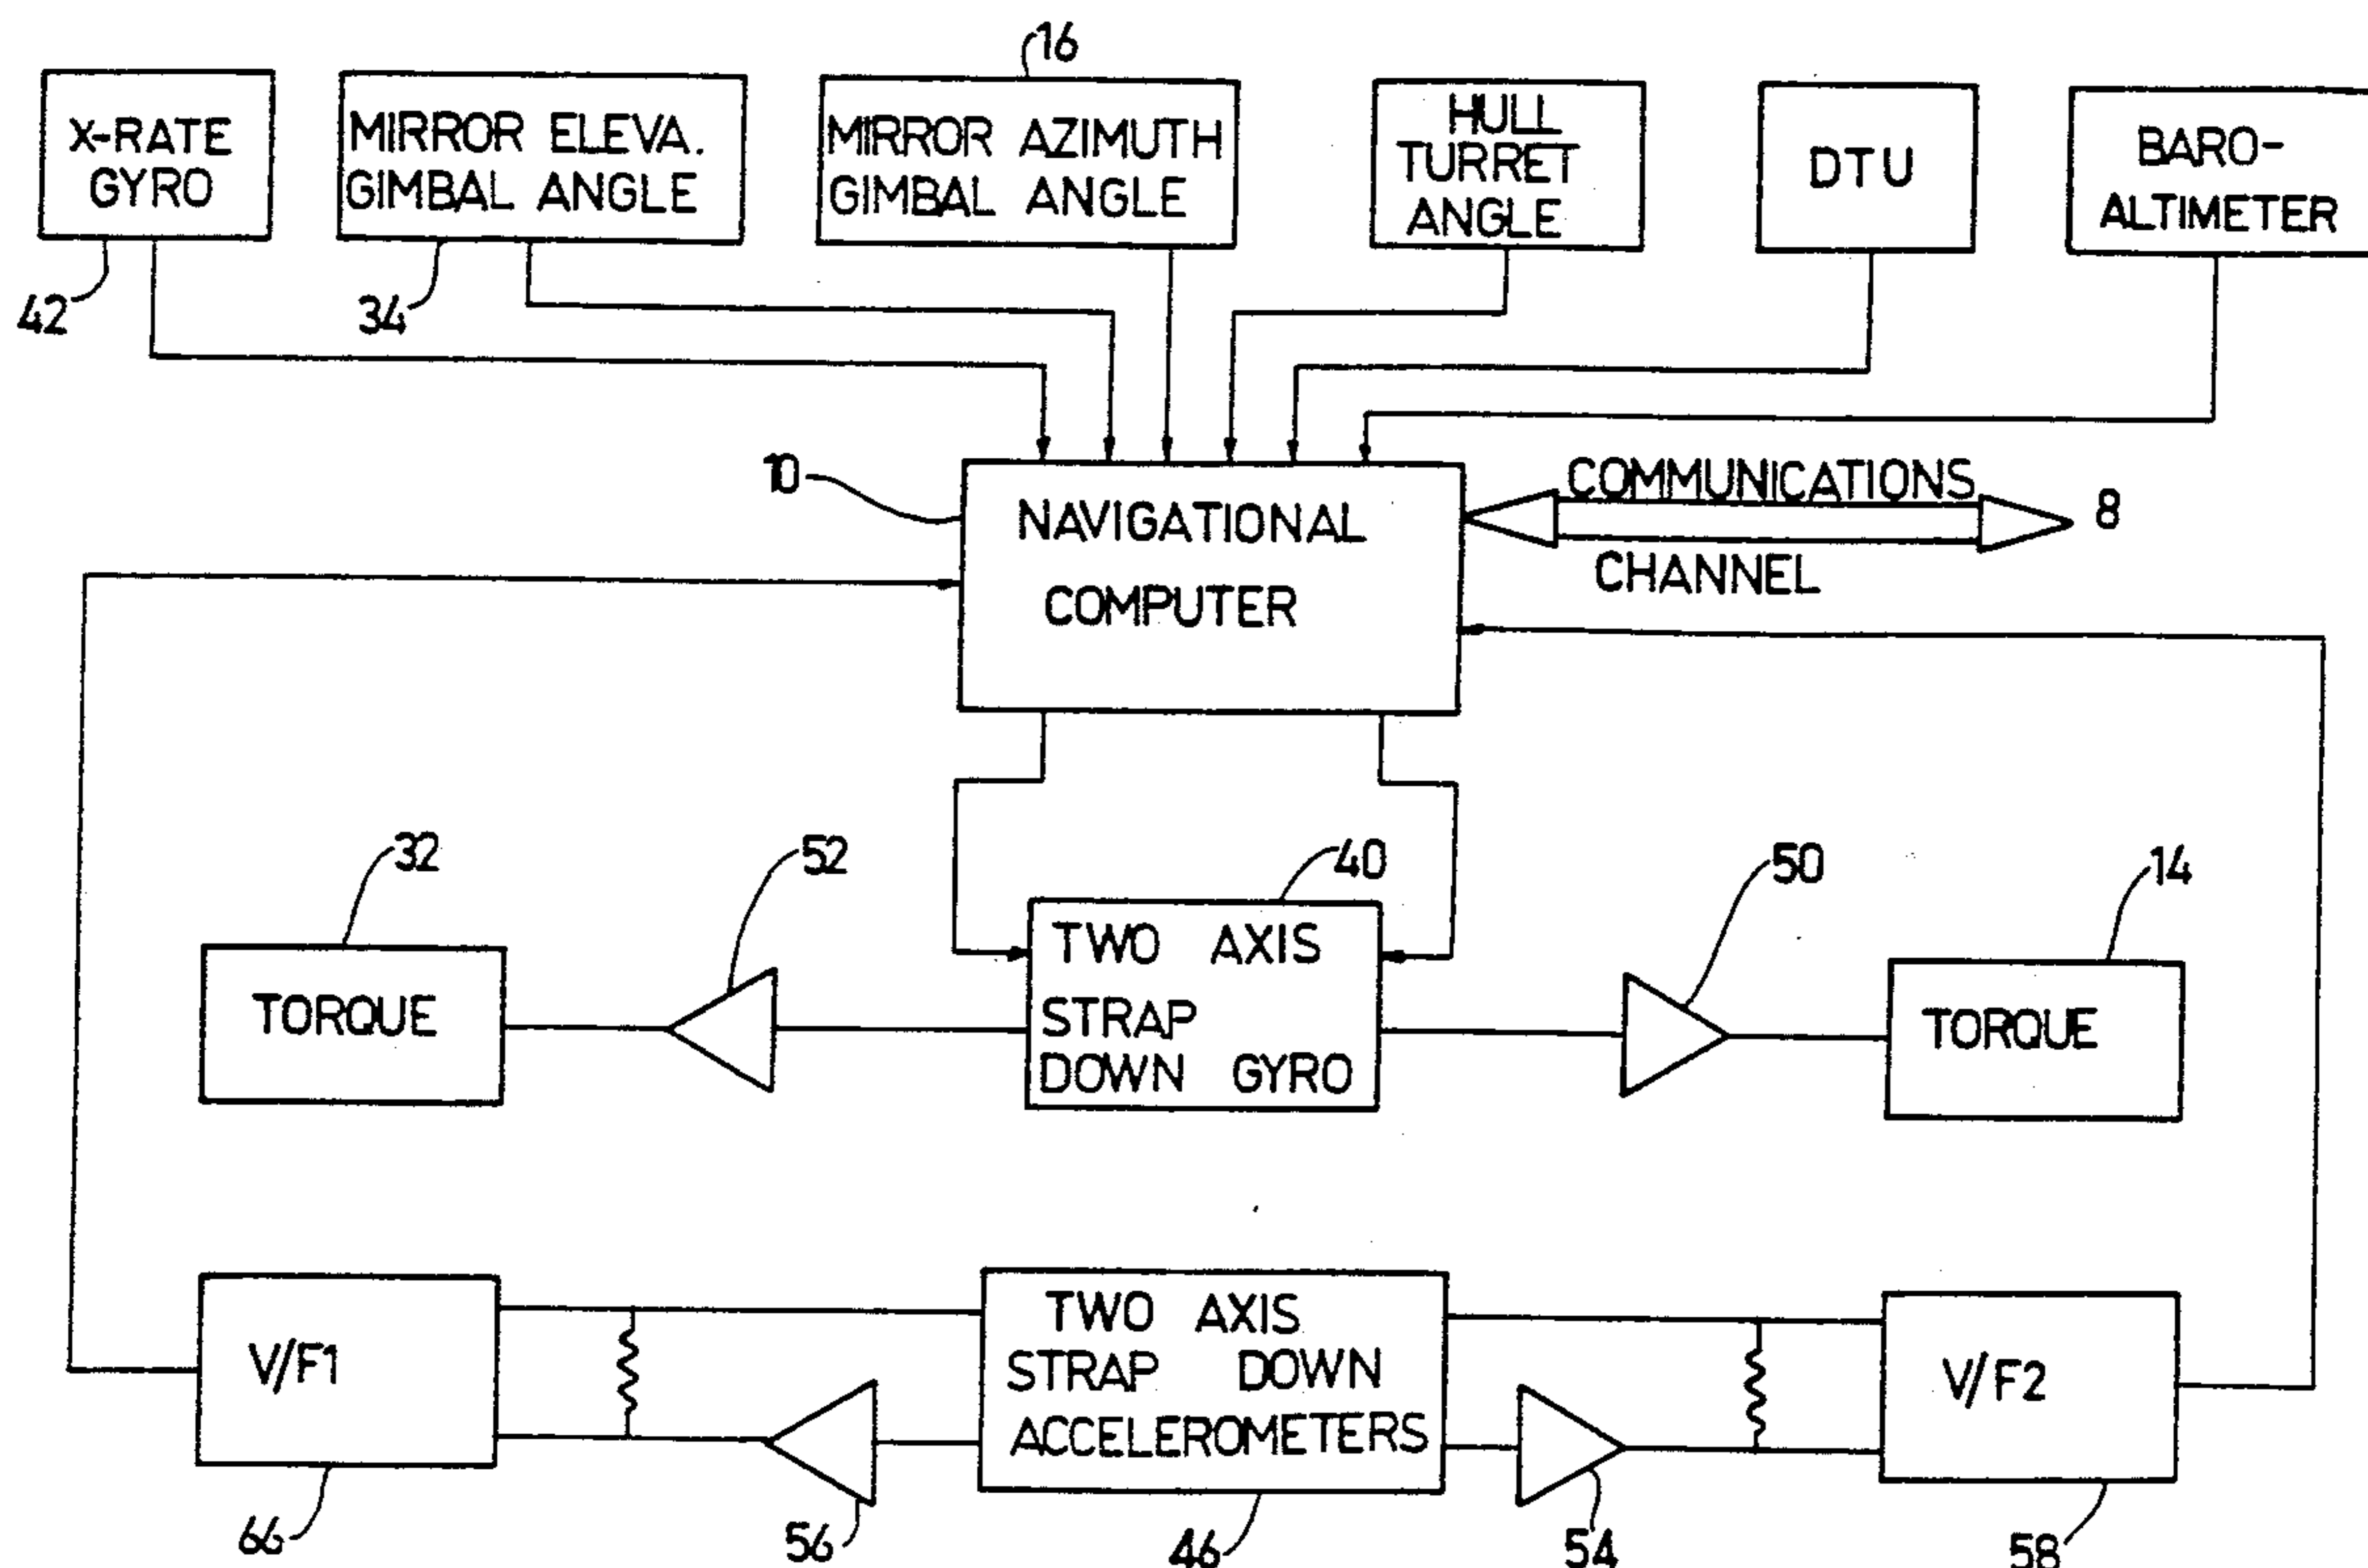 16
X-RATE
GYRO
MIRROR ELEVA.
GIMBAL ANGLE
MIRROR AZIMUTH
GIMBAL ANGLE
HULL
TURRET
ANGLE
DTU
BARO-
ALTIMETER
42
34
10
NAVIGATIONAL
COMPUTER
COMMUNICATIONS
CHANNEL
8
32
52
40
50
14
TORQUE
TWO AXIS
STRAP
DOWN GYRO
TORQUE
V/F1
TWO AXIS
STRAP DOWN
ACCELEROMETERS
V/F2
66
56
46
54
58